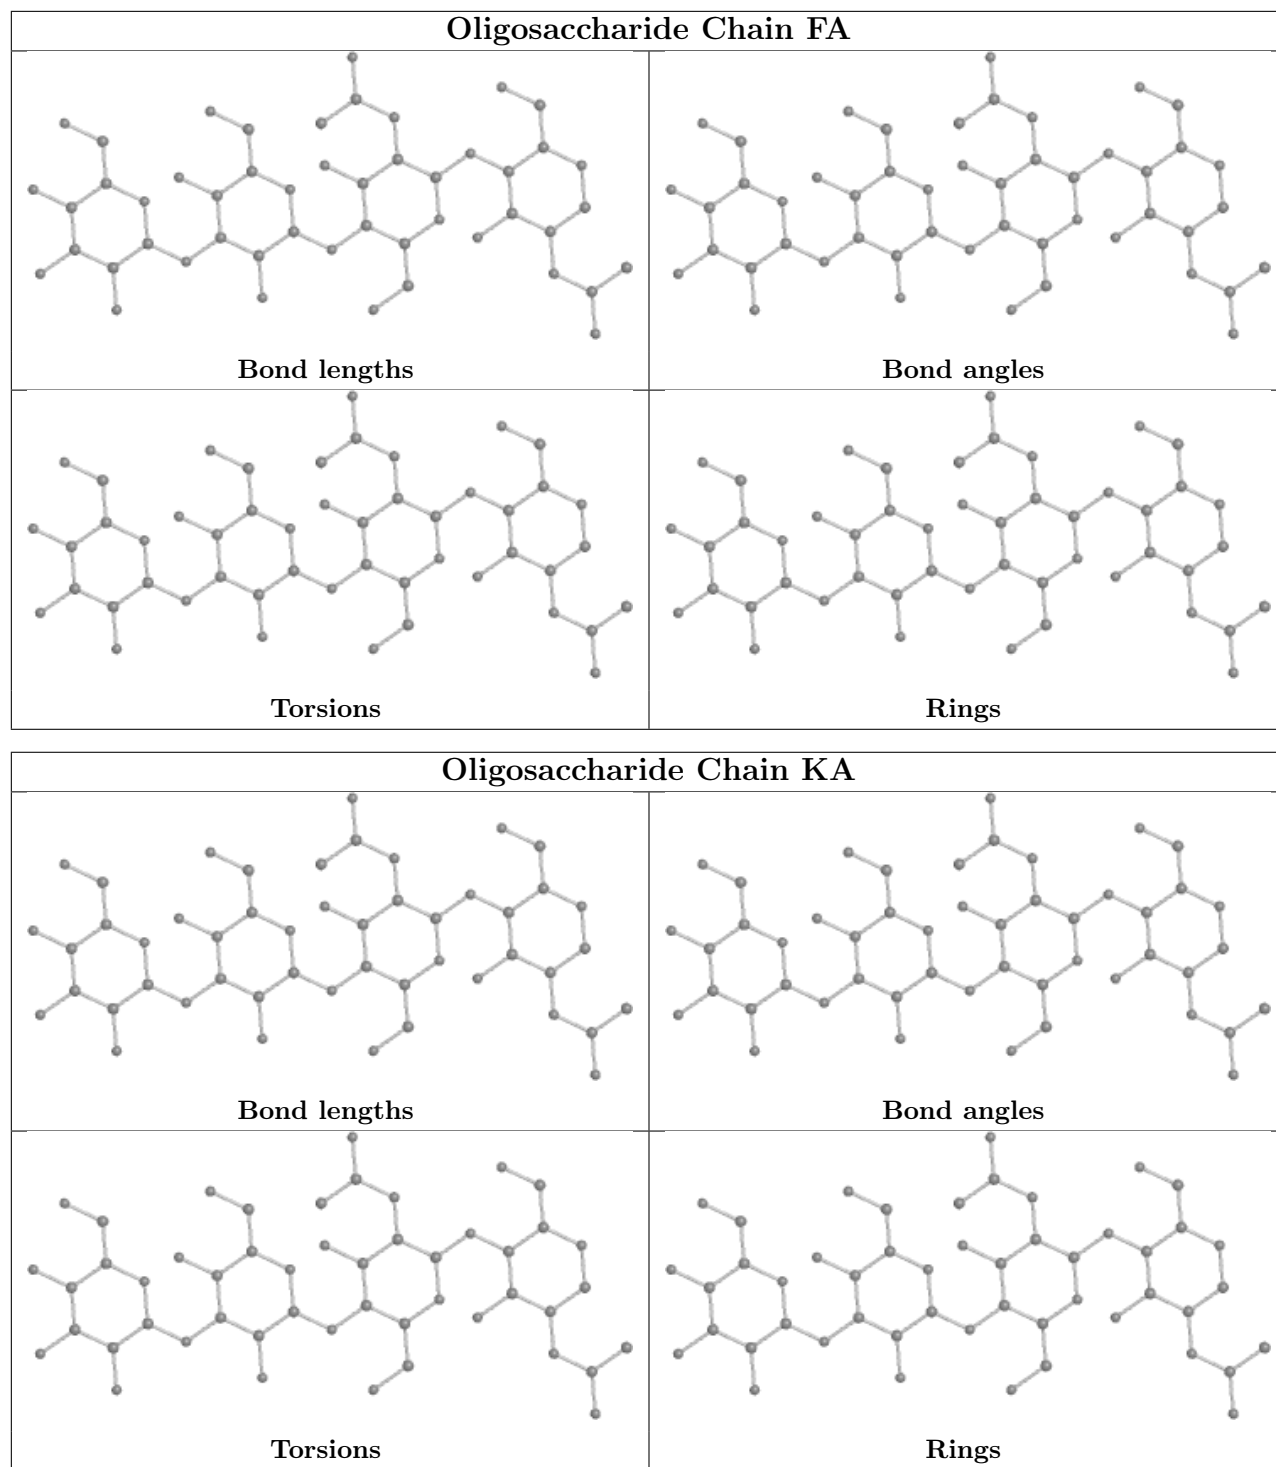 Oligosaccharide Chain FA
Bond lengths
Bond angles
Torsions
Rings
Oligosaccharide Chain KA
Bond lengths
Bond angles
Torsions
Rings